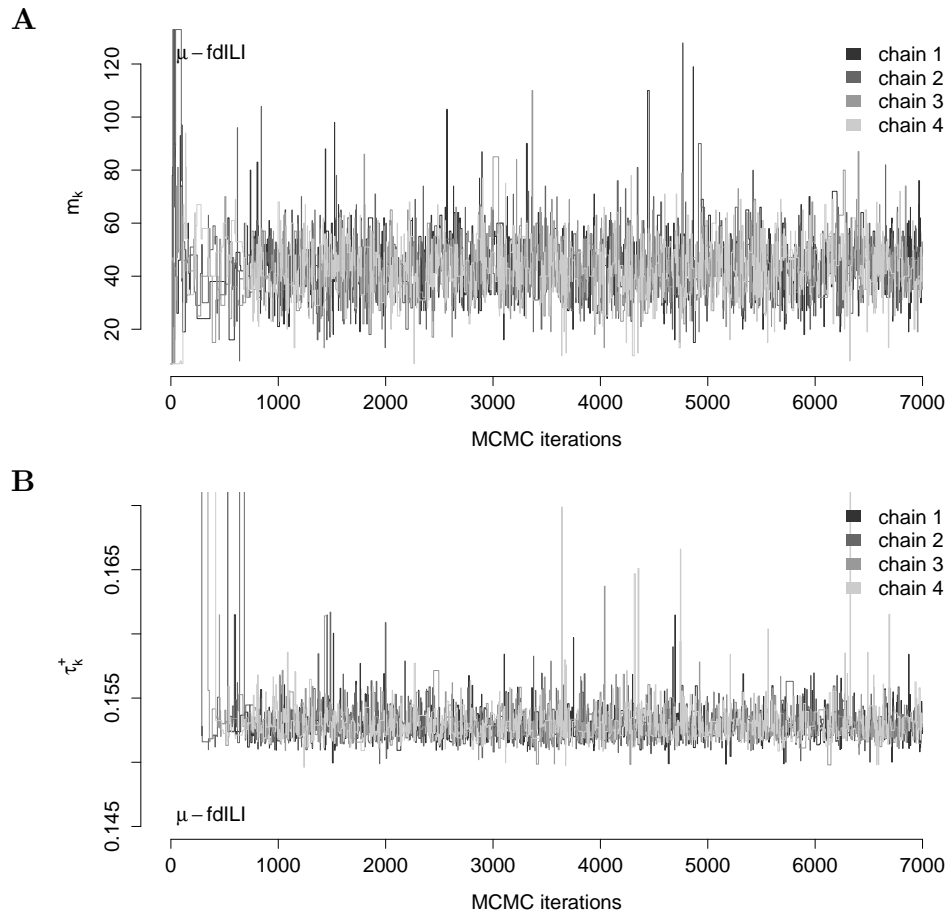 A
μ – fdILI
chain 1
chain 2
chain 3
chain 4
m_k
20
40
60
80
100
120
0 1000 2000 3000 4000 5000 6000 7000
MCMC iterations
B
chain 1
chain 2
chain 3
chain 4
τ_k^+
0.145
0.155
0.165
μ – fdILI
0 1000 2000 3000 4000 5000 6000 7000
MCMC iterations